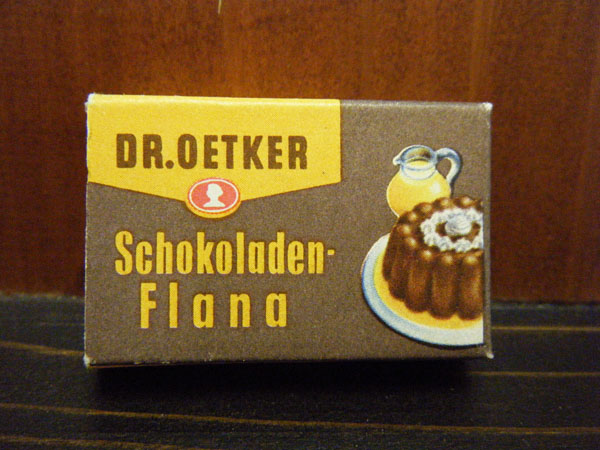 DR.OETKER
Schokoladen-
Flana